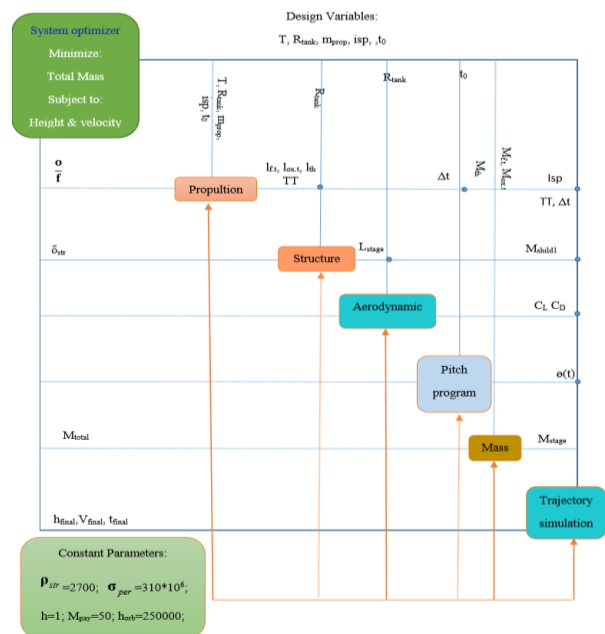 Design Variables:
T, Rtank, mprop, isp, ,t0
System optimizer
Minimize:
Total Mass
Subject to:
Height & velocity
T, Rtank, mprop,
isp, t0
Rtank
Rtank
t0
Mth
Mf.t, Mox.t
o
f
Propultion
lf.t, lox.t, lth
TT
Δt
Isp
TT, Δt
δstr
Structure
Lstage
Mshild1
Aerodynamic
CL CD
Pitch
program
ɵ(t)
Mtotal
Mass
Mstage
Trajectory
simulation
hfinal, Vfinal, tfinal
Constant Parameters:
ρstr =2700; σper =310*10⁶;
h=1; Mpay=50; horb=250000;